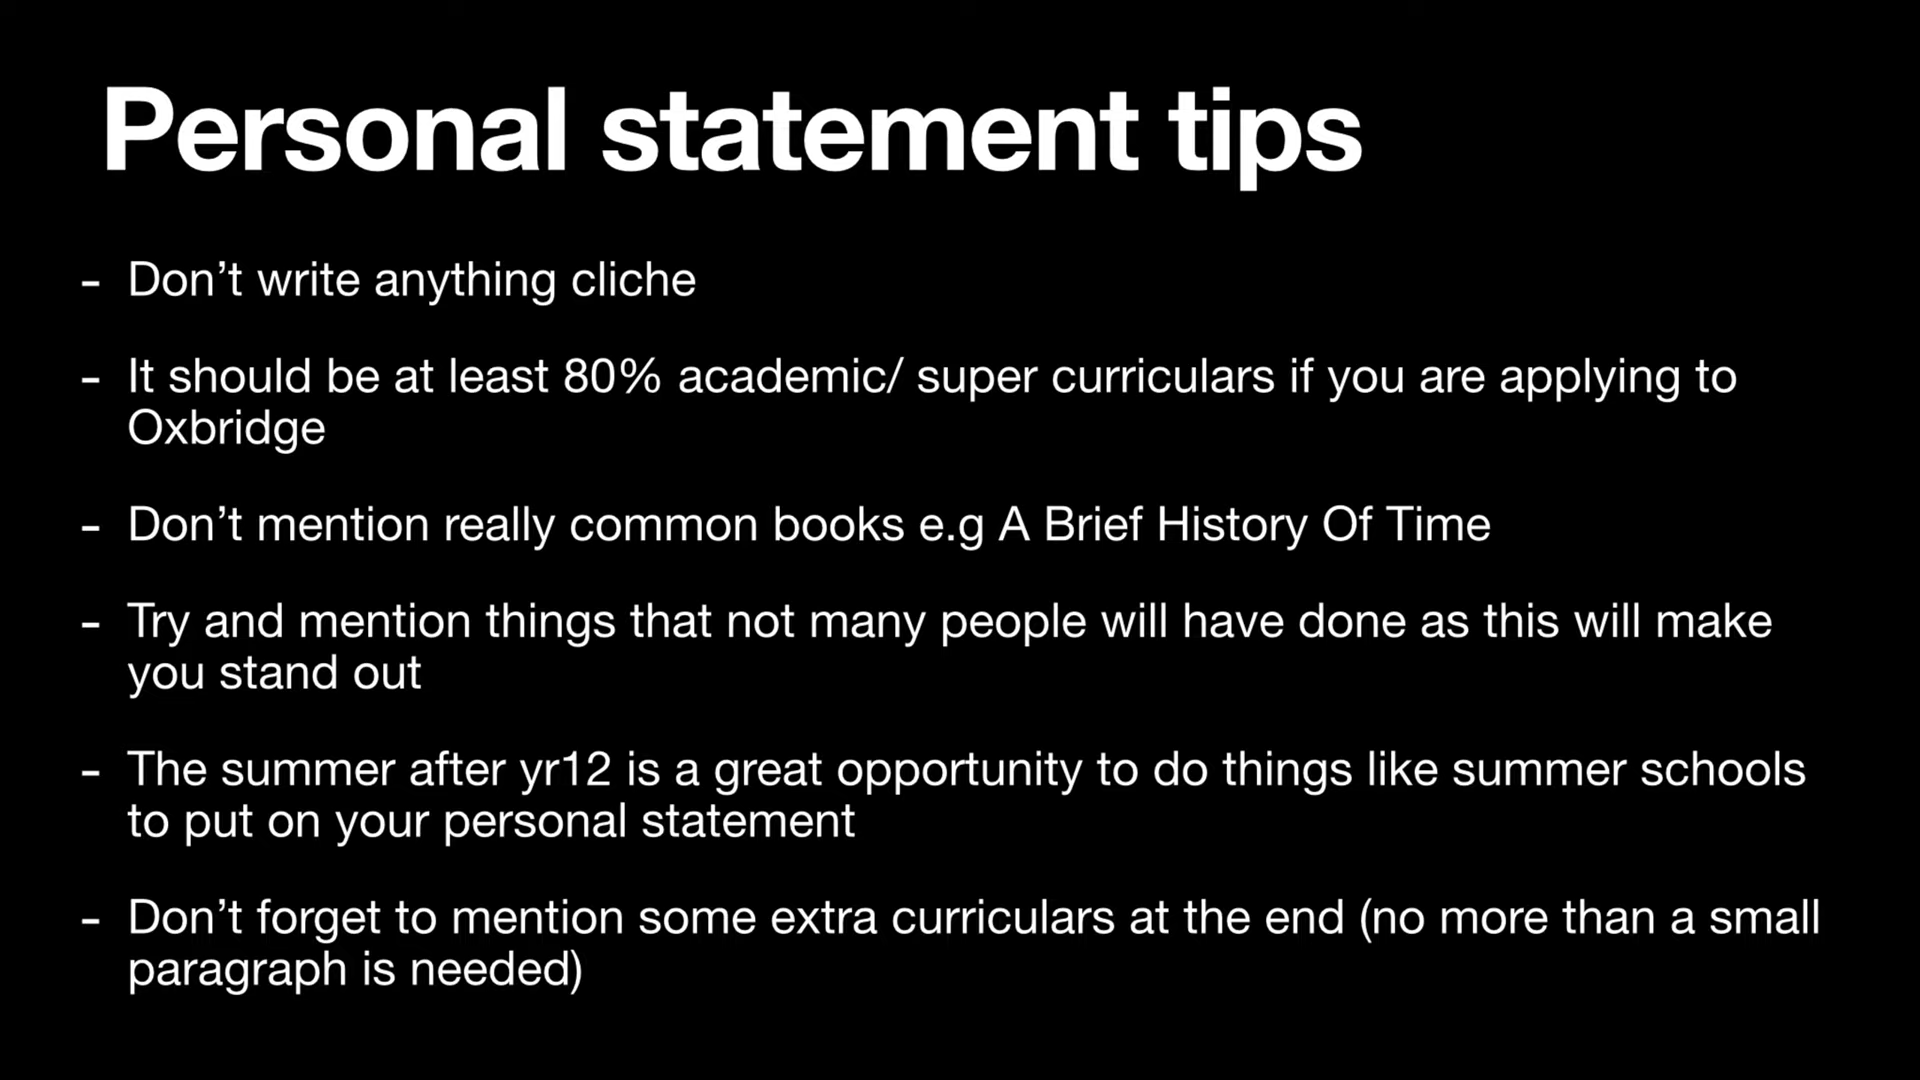 Personal statement tips
- Don’t write anything cliche
- It should be at least 80% academic/ super curriculars if you are applying to
Oxbridge
- Don’t mention really common books e.g A Brief History Of Time
- Try and mention things that not many people will have done as this will make
you stand out
- The summer after yr12 is a great opportunity to do things like summer schools
to put on your personal statement
- Don’t forget to mention some extra curriculars at the end (no more than a small
paragraph is needed)